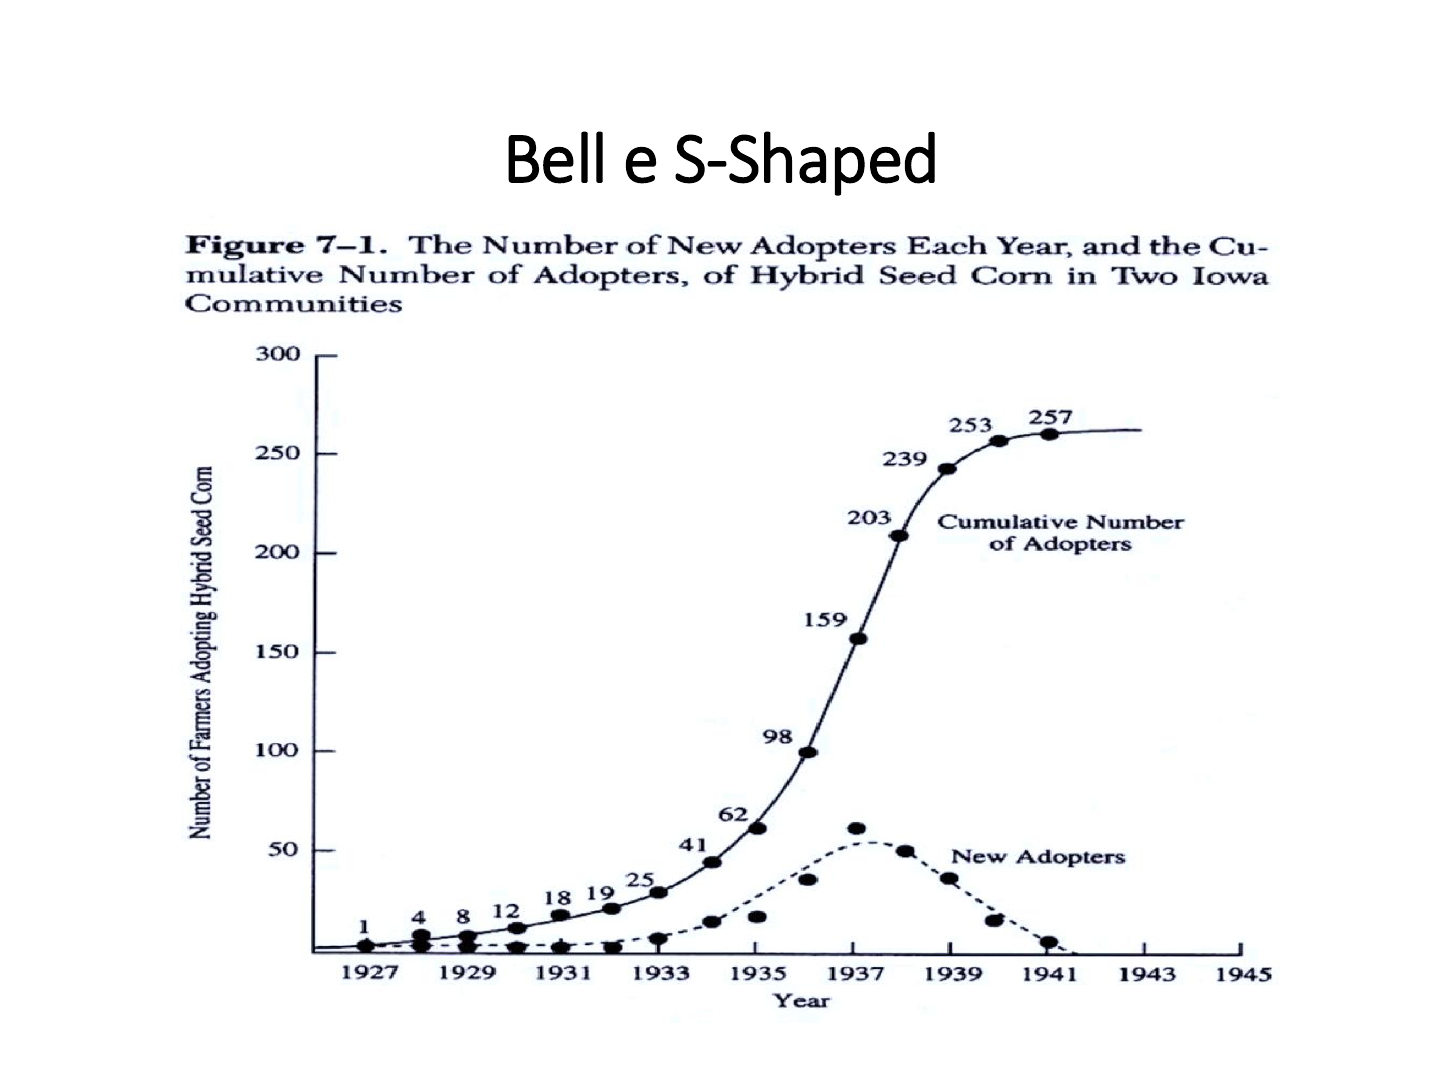 Bell e S-Shaped
Figure 7–1. The Number of New Adopters Each Year, and the Cu-
mulative Number of Adopters, of Hybrid Seed Corn in Two Iowa
Communities
300
250
200
150
100
50
Number of Farmers Adopting Hybrid Seed Corn
1
4
8
12
18
19
25
41
62
98
159
203
239
253
257
Cumulative Number
of Adopters
New Adopters
1927 1929 1931 1933 1935 1937 1939 1941 1943 1945
Year